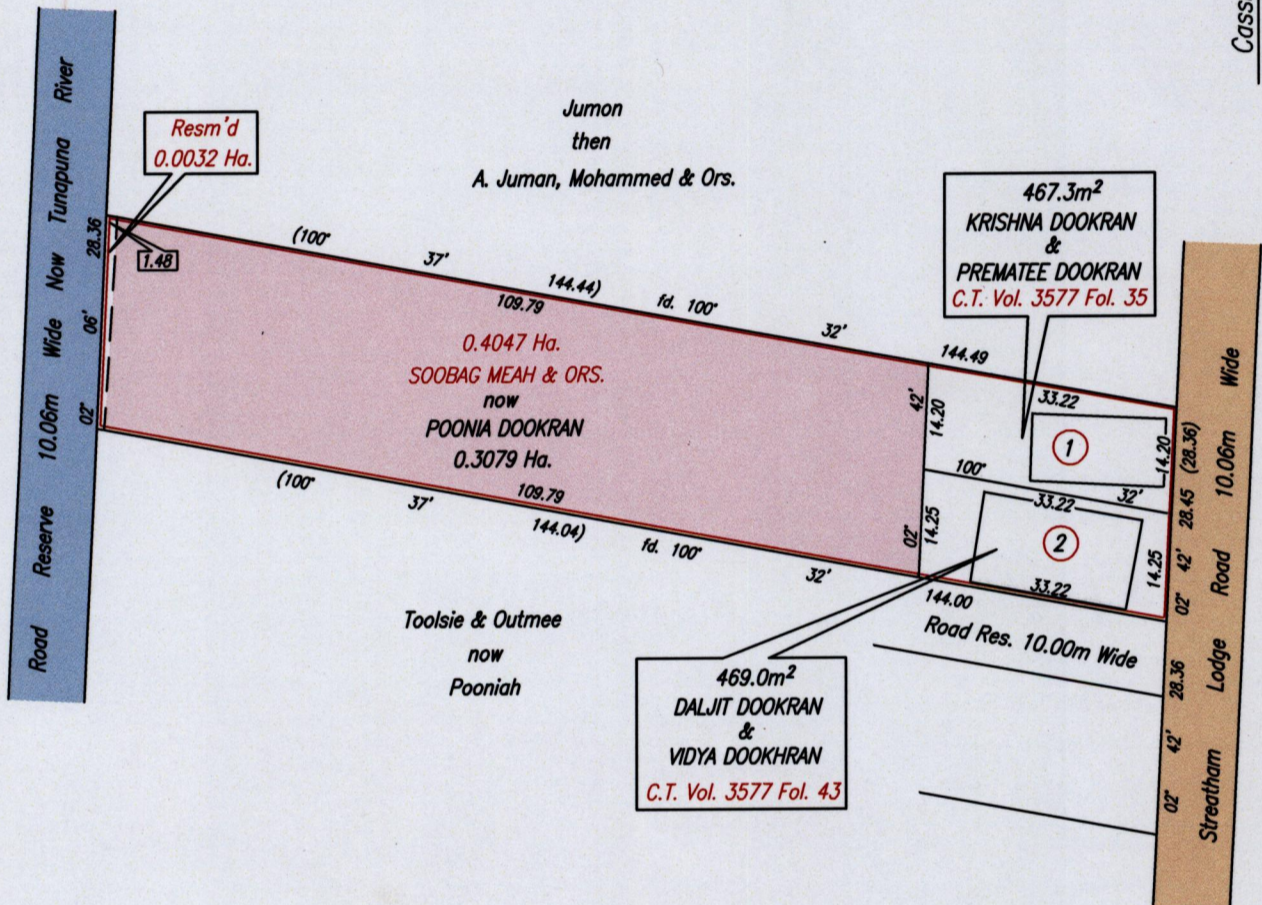 Cass
Road Reserve 10.06m Wide Now Tunapuna River
Resm'd
0.0032 Ha.
Jumon
then
A. Juman, Mohammed & Ors.
467.3m²
KRISHNA DOOKRAN
&
PREMATEE DOOKRAN
C.T. Vol. 3577 Fol. 35
02° 06' 28.36
1.48
(100° 37' 144.44) fd. 100° 32' 144.49
109.79
0.4047 Ha.
SOOBAG MEAH & ORS.
now
POONIA DOOKRAN
0.3079 Ha.
42'
14.20
33.22
1
14.20
100° 32'
33.22
2
02°
14.25
14.25
33.22
02° 42' 28.45 (28.36)
109.79
(100° 37' 144.04) fd. 100° 32' 144.00
Toolsie & Outmee
now
Pooniah
Road Res. 10.00m Wide
469.0m²
DALJIT DOOKRAN
&
VIDYA DOOKHRAN
C.T. Vol. 3577 Fol. 43
02° 42' 28.36
Streatham Lodge Road 10.06m Wide